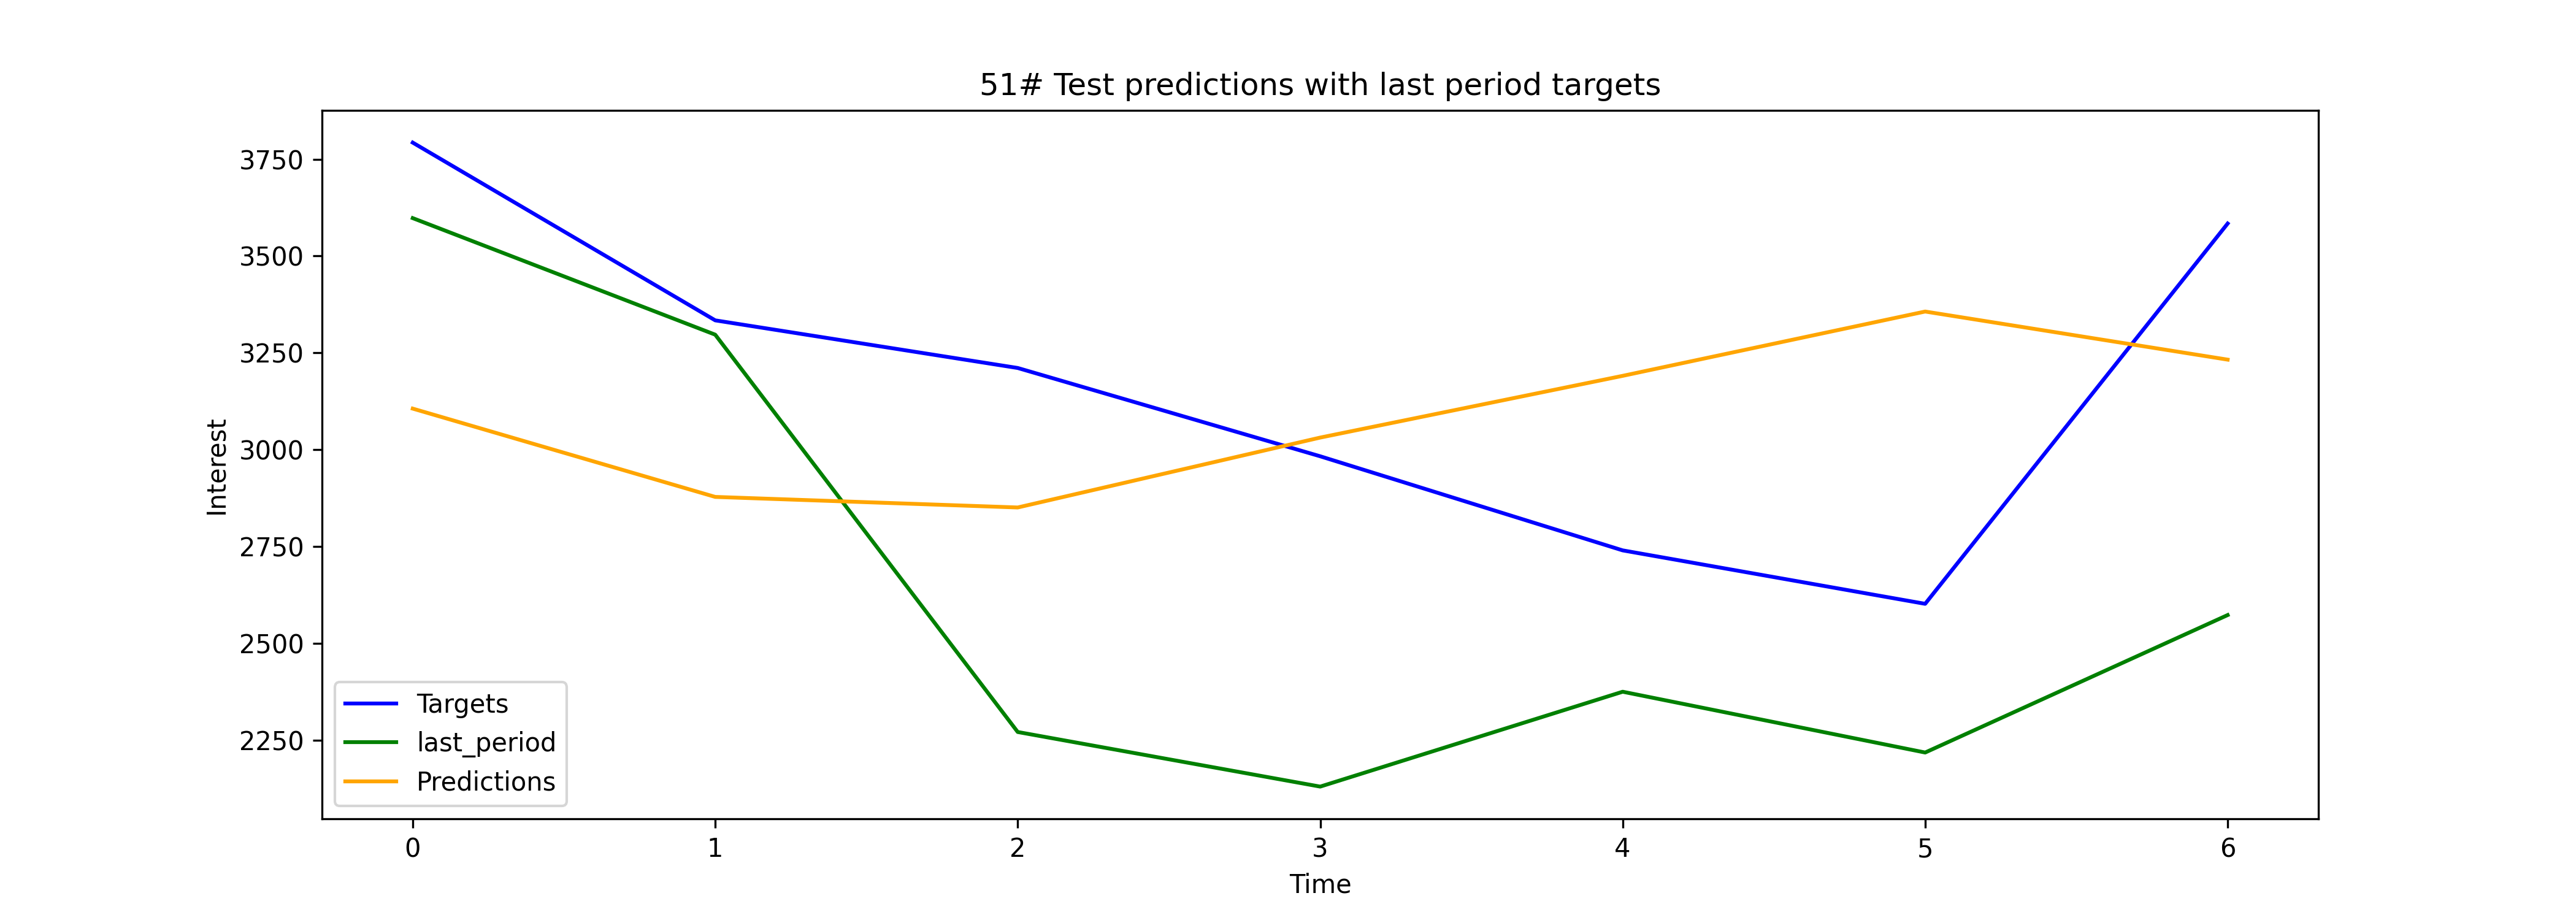 51# Test predictions with last period targets
Interest
3750
3500
3250
3000
2750
2500
2250
Targets
last_period
Predictions
0 1 2 3 4 5 6
Time